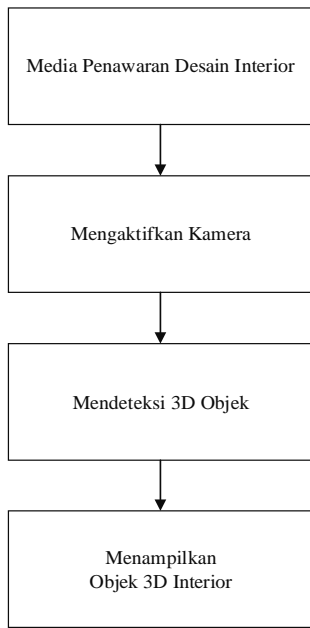 Media Penawaran Desain Interior
Mengaktifkan Kamera
Mendeteksi 3D Objek
Menampilkan
Objek 3D Interior